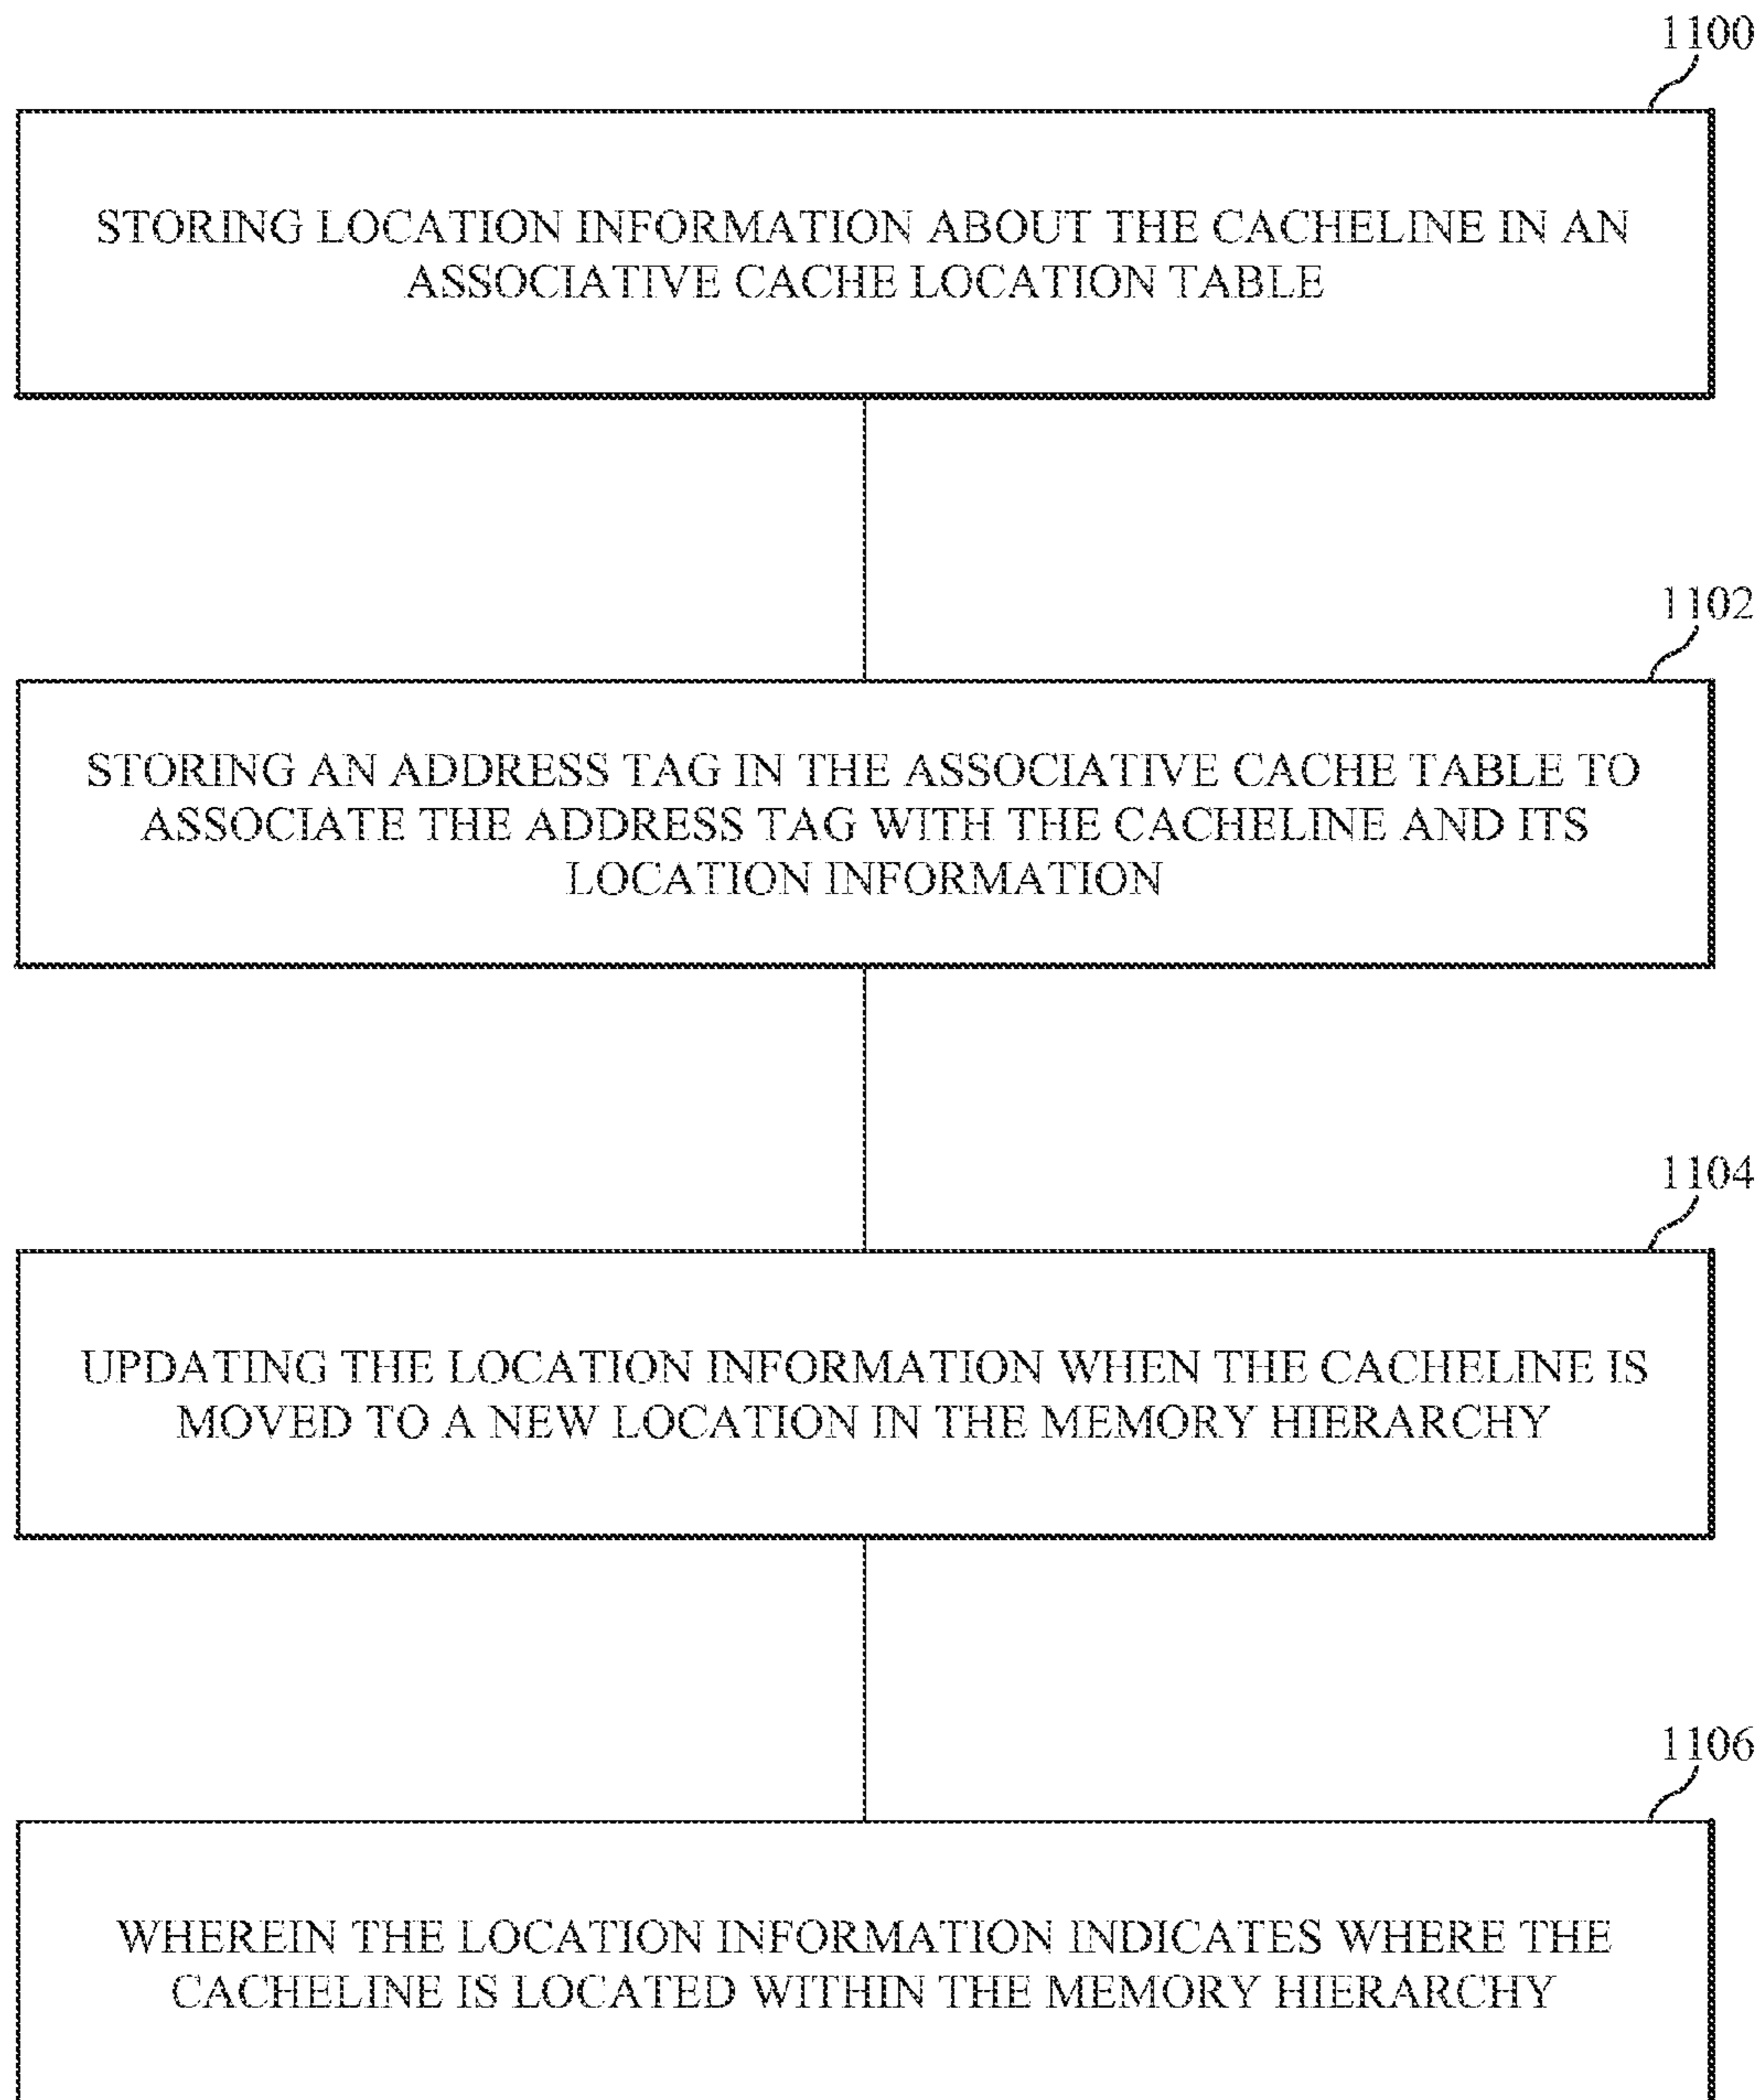 1100
STORING LOCATION INFORMATION ABOUT THE CACHELINE IN AN
ASSOCIATIVE CACHE LOCATION TABLE
1102
STORING AN ADDRESS TAG IN THE ASSOCIATIVE CACHE TABLE TO
ASSOCIATE THE ADDRESS TAG WITH THE CACHELINE AND ITS
LOCATION INFORMATION
1104
UPDATING THE LOCATION INFORMATION WHEN THE CACHELINE IS
MOVED TO A NEW LOCATION IN THE MEMORY HIERARCHY
1106
WHEREIN THE LOCATION INFORMATION INDICATES WHERE THE
CACHELINE IS LOCATED WITHIN THE MEMORY HIERARCHY